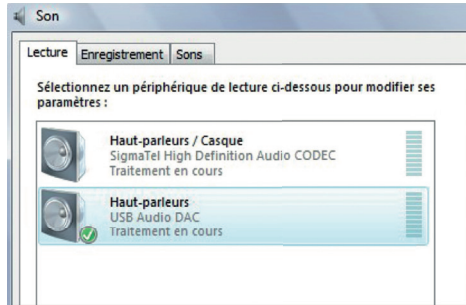 Son
Lecture Enregistrement Sons
Sélectionnez un périphérique de lecture ci-dessous pour modifier ses
paramètres :
Haut-parleurs / Casque
SigmaTel High Definition Audio CODEC
Traitement en cours
Haut-parleurs
USB Audio DAC
Traitement en cours